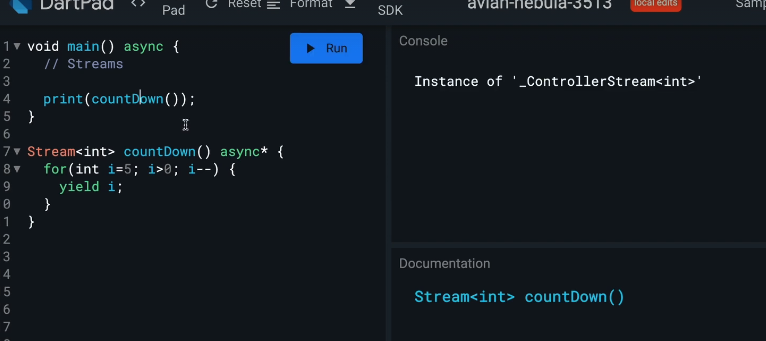 DartPad
<>
Pad
Reset
Format
SDK
avian-nebula-3513
local edits
Samp
1 void main() async {
2 // Streams
3
4 print(countDown());
5 }
6
7 Stream<int> countDown() async* {
8 for(int i=5; i>0; i--) {
9 yield i;
0 }
1 }
2
3
4
5
6
7
Run
Console
Instance of '_ControllerStream<int>'
Documentation
Stream<int> countDown()